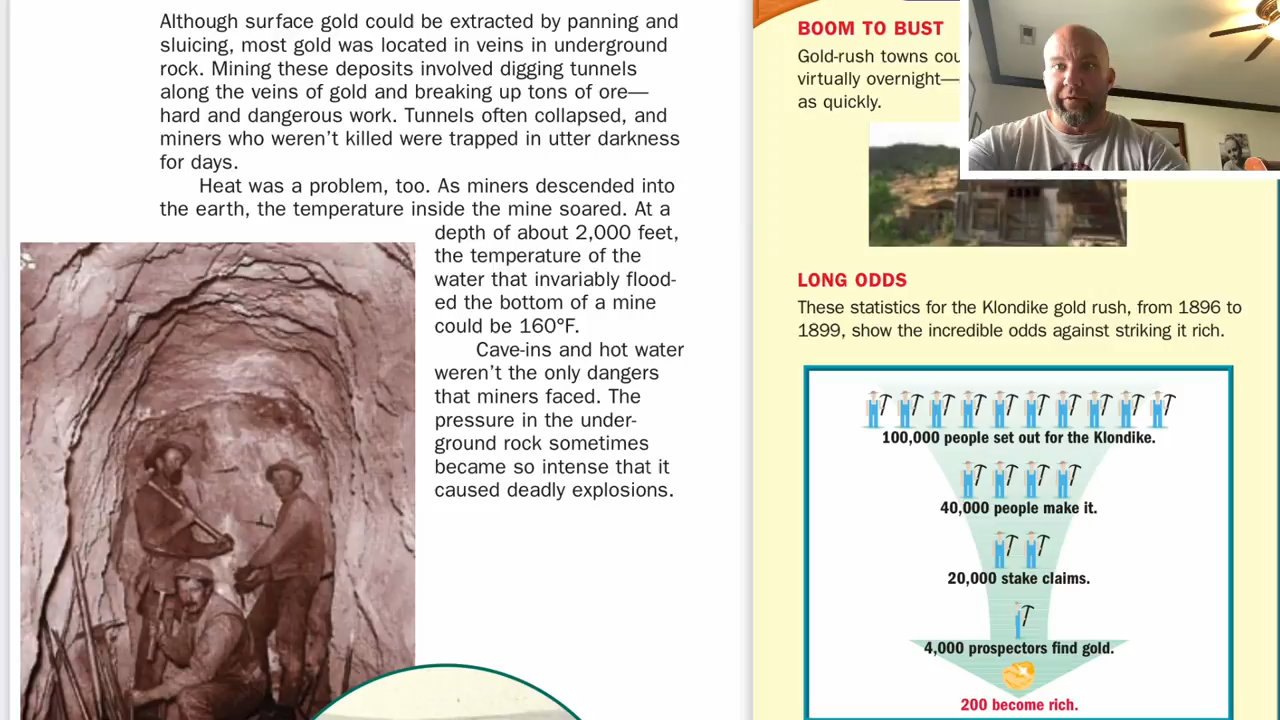 Although surface gold could be extracted by panning and
sluicing, most gold was located in veins in underground
rock. Mining these deposits involved digging tunnels
along the veins of gold and breaking up tons of ore—
hard and dangerous work. Tunnels often collapsed, and
miners who weren't killed were trapped in utter darkness
for days.
Heat was a problem, too. As miners descended into
the earth, the temperature inside the mine soared. At a
depth of about 2,000 feet,
the temperature of the
water that invariably flood-
ed the bottom of a mine
could be 160°F.
Cave-ins and hot water
weren't the only dangers
that miners faced. The
pressure in the under-
ground rock sometimes
became so intense that it
caused deadly explosions.
BOOM TO BUST
Gold-rush towns
virtually overnight—
as quickly.
LONG ODDS
These statistics for the Klondike gold rush, from 1896 to
1899, show the incredible odds against striking it rich.
100,000 people set out for the Klondike.
40,000 people make it.
20,000 stake claims.
4,000 prospectors find gold.
200 become rich.